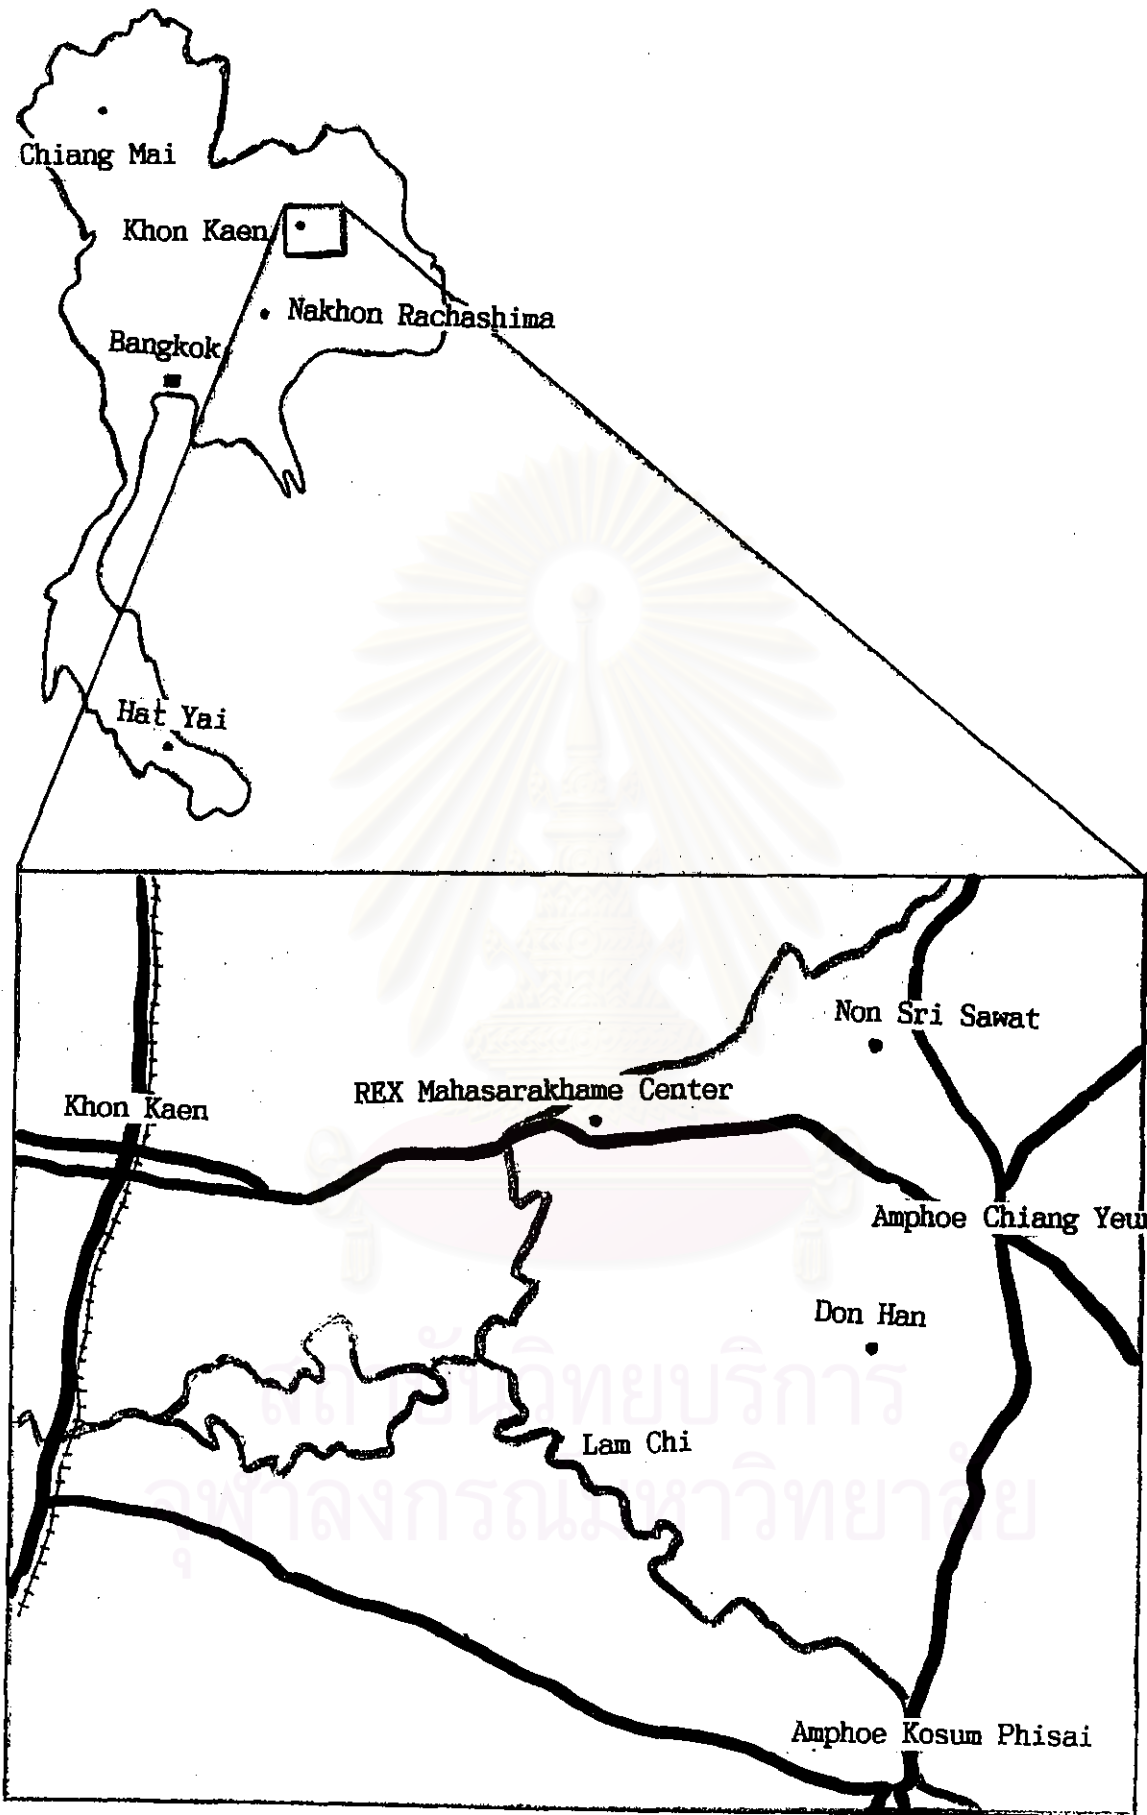 Chiang Mai
Khon Kaen
Nakhon Rachashima
Bangkok
Hat Yai
Non Sri Sawat
REX Mahasarakhame Center
Khon Kaen
Amphoe Chiang Yeun
Don Han
สถาบันวิทยบริการ
Lam Chi
จุฬาลงกรณ์มหาวิทยาลัย
Amphoe Kosum Phisai